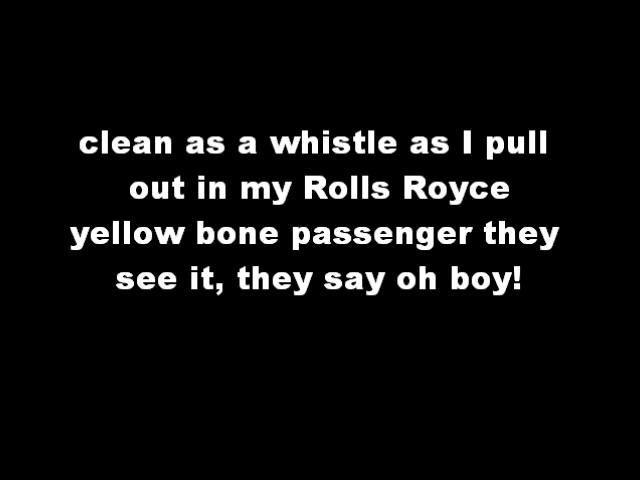 clean as a whistle as I pull
out in my Rolls Royce
yellow bone passenger they
see it, they say oh boy!